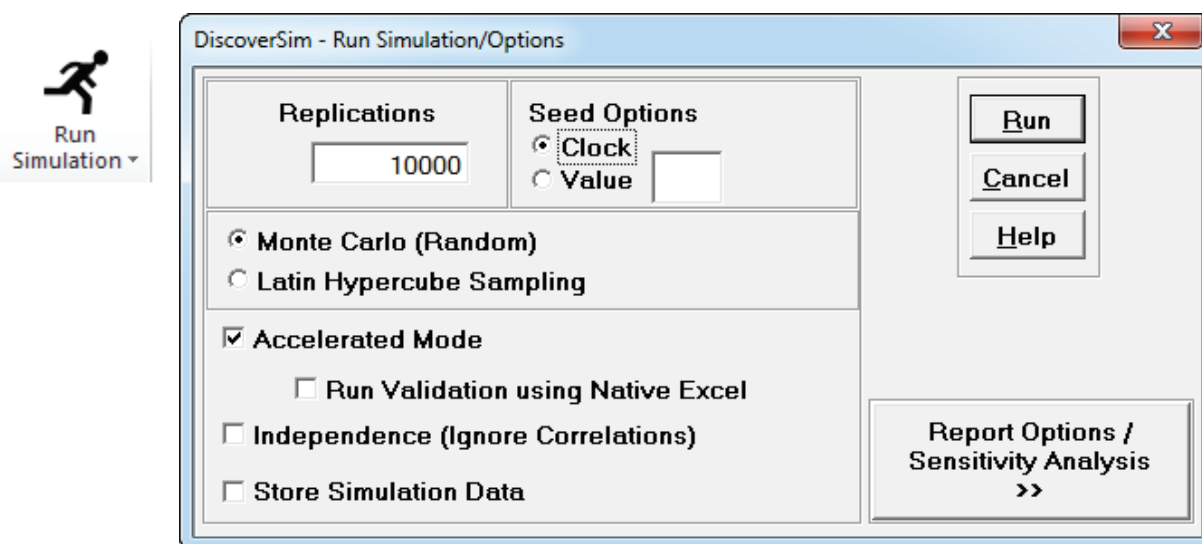 Run
Simulation
DiscoverSim - Run Simulation/Options
X
Replications
10000
Seed Options
Clock
Value
Monte Carlo (Random)
Latin Hypercube Sampling
Accelerated Mode
Run Validation using Native Excel
Independence (Ignore Correlations)
Store Simulation Data
Run
Cancel
Help
Report Options /
Sensitivity Analysis
>>